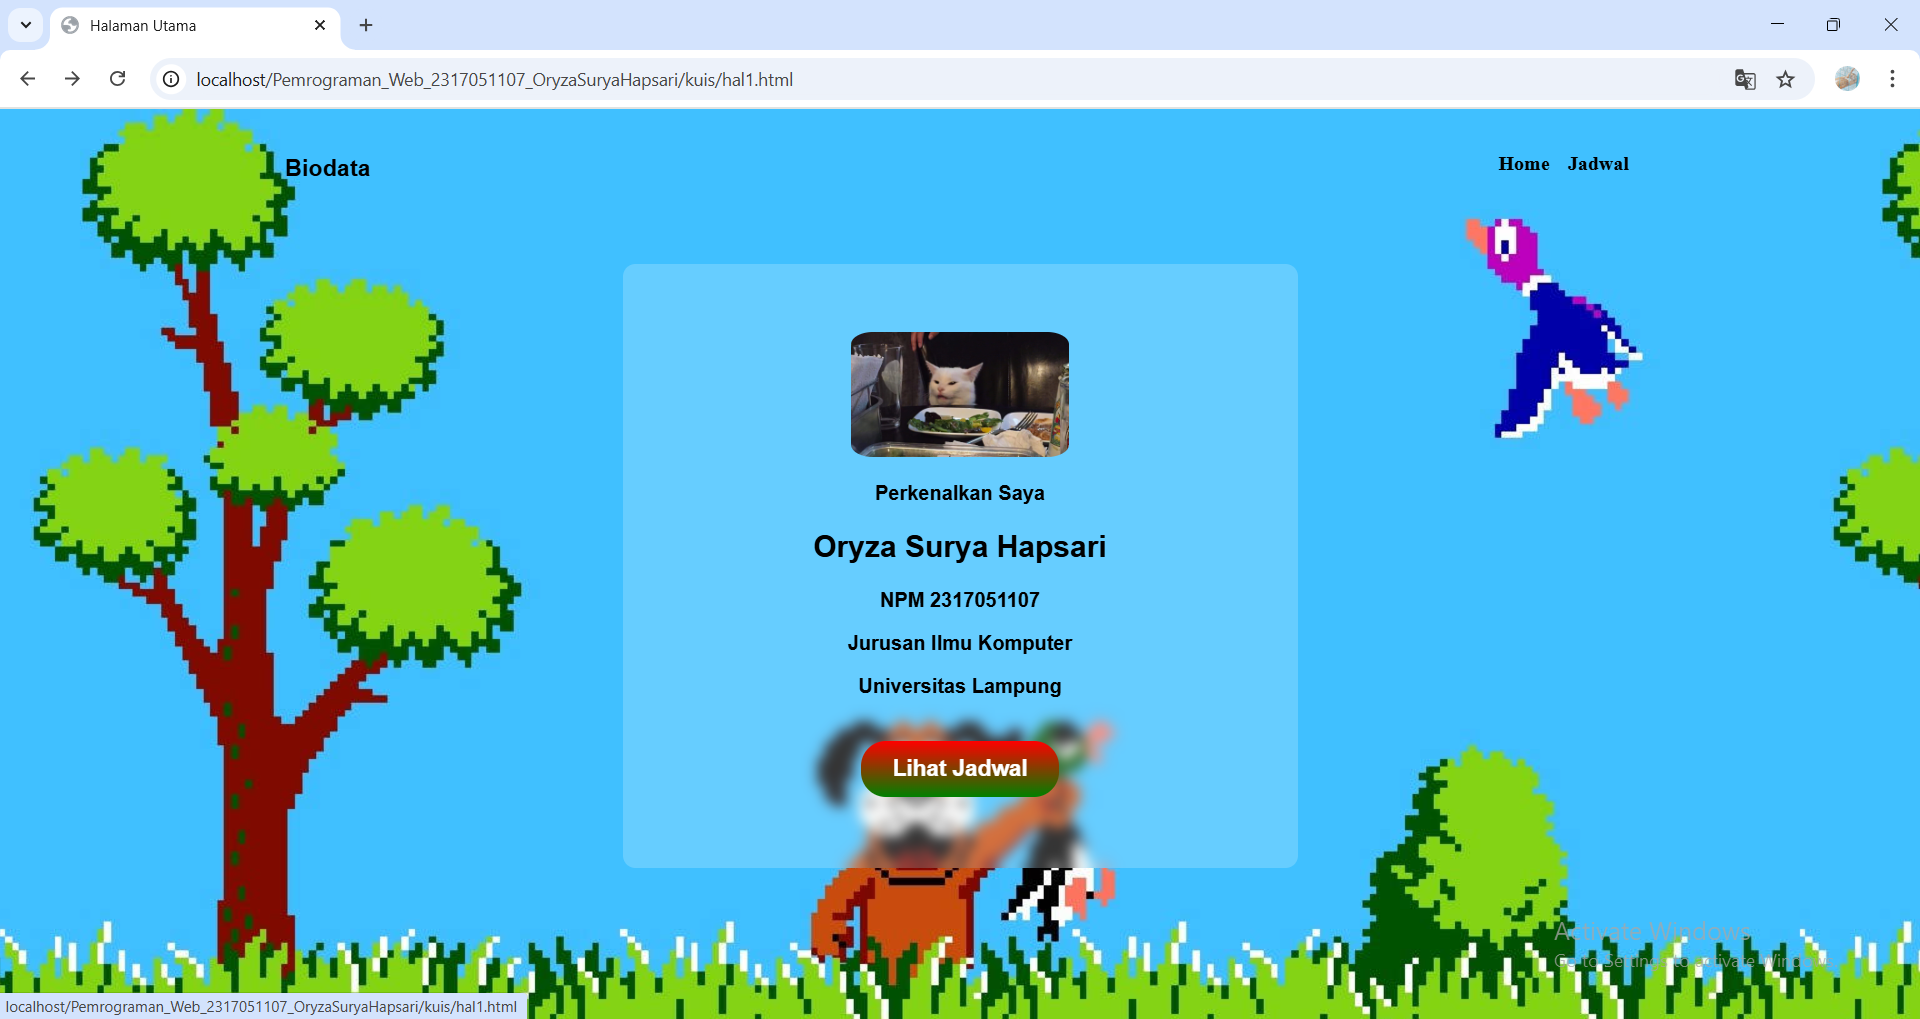 Halaman Utama
localhost/Pemrograman_Web_2317051107_OryzaSuryaHapsari/kuis/hal1.html
Biodata
Home Jadwal
Perkenalkan Saya
Oryza Surya Hapsari
NPM 2317051107
Jurusan Ilmu Komputer
Universitas Lampung
Lihat Jadwal
Activate Windows
Go to Settings to activate Windows.
localhost/Pemrograman_Web_2317051107_OryzaSuryaHapsari/kuis/hal1.html